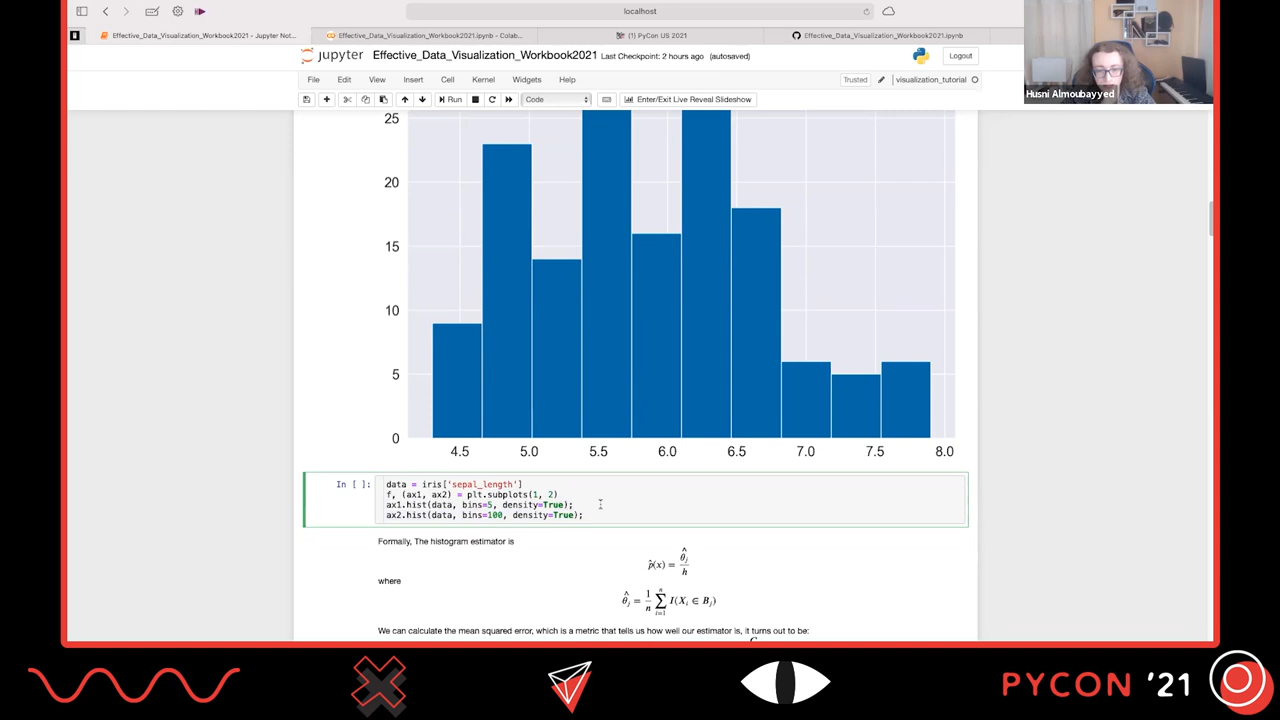 localhost
Effective_Data_Visualization_Workbook2021 - Jupyter Not...
Effective_Data_Visualization_Workbook2021.ipynb - Colab...
(1) PyCon US 2021
Effective_Data_Visualization_Workbook2021.ipynb
jupyter Effective_Data_Visualization_Workbook2021 Last Checkpoint: 2 hours ago (autosaved)
Logout
File Edit View Insert Cell Kernel Widgets Help
Trusted
visualization_tutorial
Run
Code
Enter/Exit Live Reveal Slideshow
Husni Almoubayyed
25
20
15
10
5
0
4.5 5.0 5.5 6.0 6.5 7.0 7.5 8.0
In [ ]: data = iris['sepal_length']
f, (ax1, ax2) = plt.subplots(1, 2)
ax1.hist(data, bins=5, density=True);
ax2.hist(data, bins=100, density=True);
Formally, The histogram estimator is
p̂(x) = θ̂j / h
where
θ̂j = 1/n ∑ i=1 n I(Xi ∈ Bj)
We can calculate the mean squared error, which is a metric that tells us how well our estimator is, it turns out to be:
PYCON '21